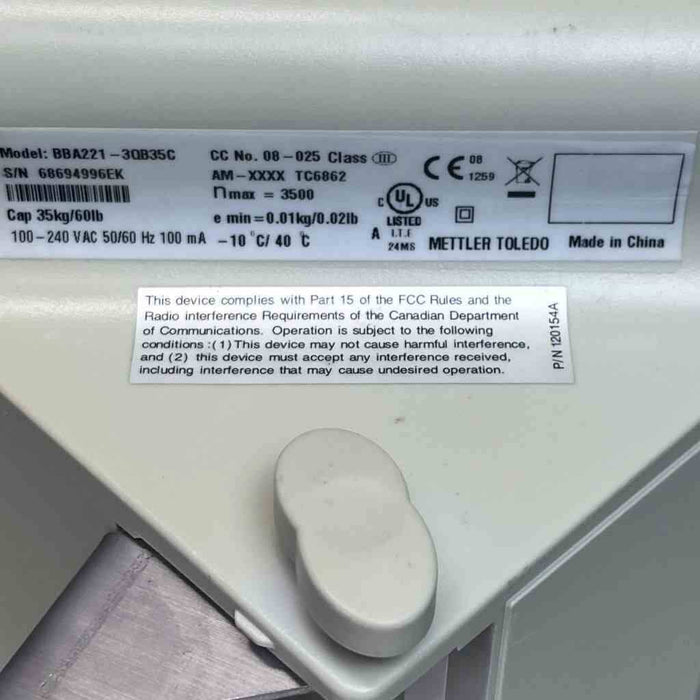 Model: BBA221-3QB35C
S/N 68694996EK
Cap 35kg/60lb
100-240 VAC 50/60 Hz 100 mA -10°C/ 40 °C
CC No. 08-025 Class III
AM-XXXX TC6862
nmax = 3500
e min=0.01kg/0.02lb
C UL US
LISTED
A I.T.E
24MS
CE 08
1259
METTLER TOLEDO
Made in China
This device complies with Part 15 of the FCC Rules and the
Radio interference Requirements of the Canadian Department
of Communications. Operation is subject to the following
conditions :(1) This device may not cause harmful interference,
and (2) this device must accept any interference received,
including interference that may cause undesired operation.
P/N 120154A